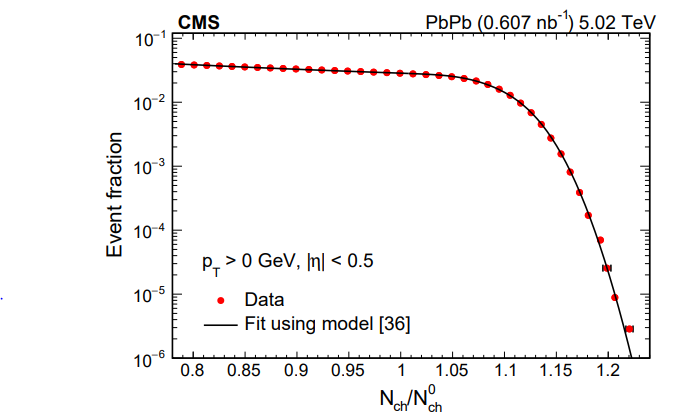 CMS PbPb (0.607 nb⁻¹) 5.02 TeV
10⁻¹
10⁻²
10⁻³
10⁻⁴
10⁻⁵
10⁻⁶
Event fraction
p_T > 0 GeV, |η| < 0.5
Data
Fit using model [36]
0.8 0.85 0.9 0.95 1 1.05 1.1 1.15 1.2
N_ch/N⁰_ch